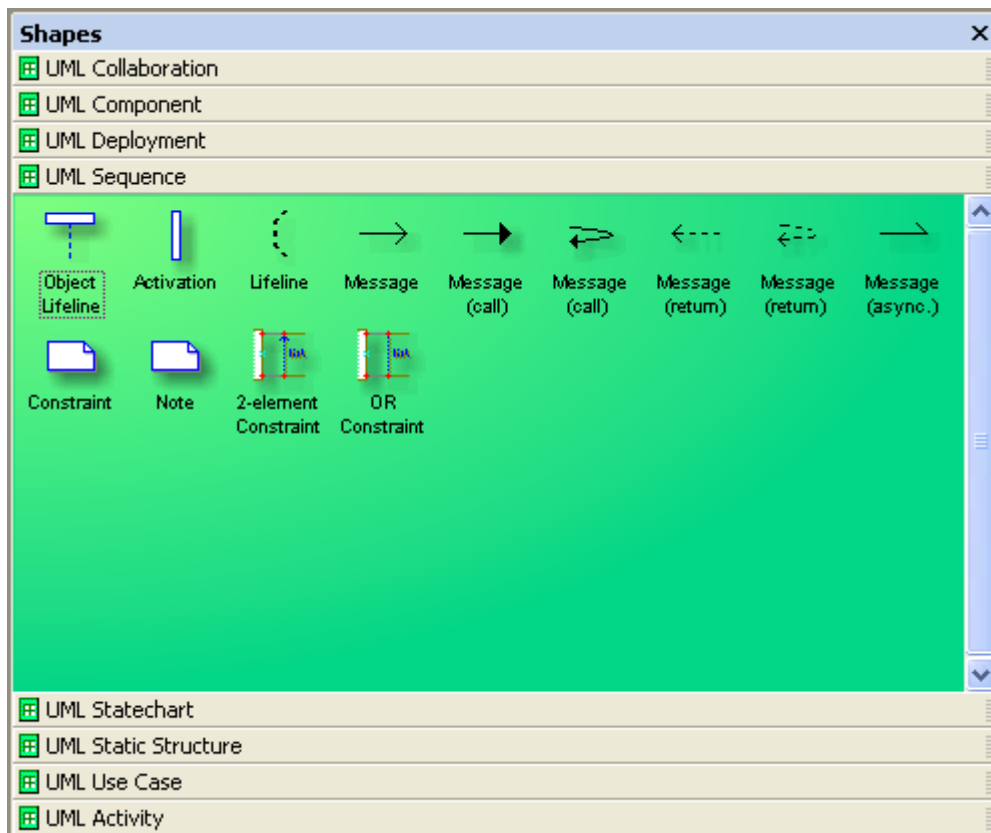 Shapes
UML Collaboration
UML Component
UML Deployment
UML Sequence
Object Lifeline
Activation
Lifeline
Message
Message (call)
Message (call)
Message (return)
Message (return)
Message (async.)
Constraint
Note
2-element Constraint
OR Constraint
UML Statechart
UML Static Structure
UML Use Case
UML Activity